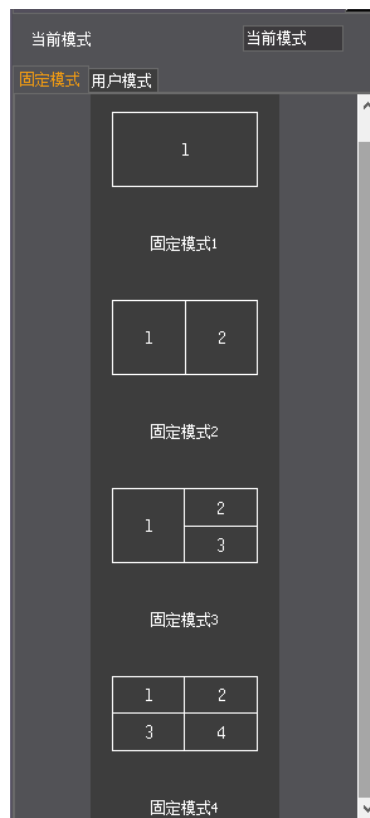 当前模式 当前模式
固定模式 用户模式
1
固定模式1
1 2
固定模式2
1 2
3
固定模式3
1 2
3 4
固定模式4